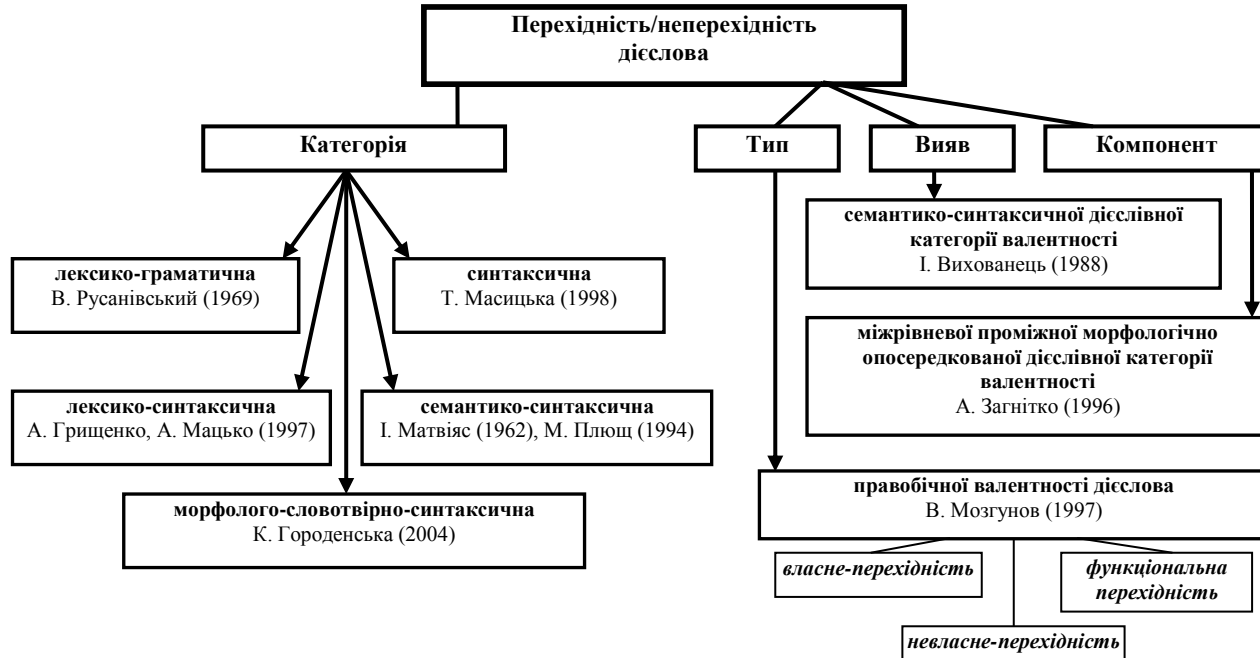 Перехідність/неперехідність
дієслова
Категорія
Тип
Вияв
Компонент
семантико-синтаксичної дієслівної
категорії валентності
І. Вихованець (1988)
лексико-граматична
В. Русанівський (1969)
синтаксична
Т. Масицька (1998)
міжрівневої проміжної морфологічно
опосередкованої дієслівної категорії
валентності
А. Загнітко (1996)
лексико-синтаксична
А. Грищенко, А. Мацько (1997)
семантико-синтаксична
І. Матвіяс (1962), М. Плющ (1994)
правобічної валентності дієслова
В. Мозгунов (1997)
морфолого-словотвірно-синтаксична
К. Городенська (2004)
власне-перехідність
функціональна
перехідність
невласне-перехідність